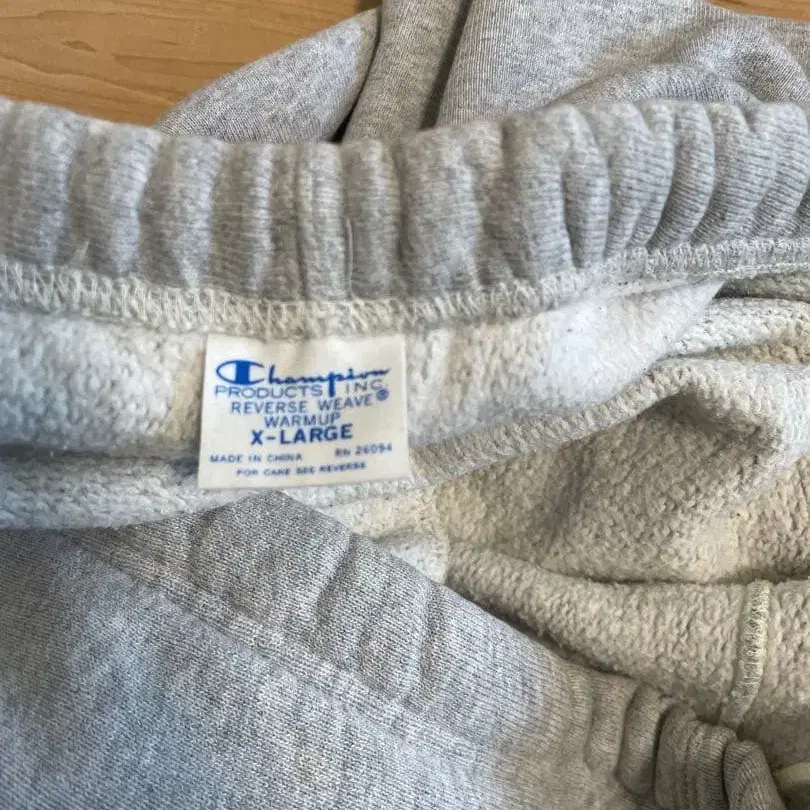 Champion
PRODUCTS INC.
REVERSE WEAVE®
WARMUP
X-LARGE
MADE IN CHINA RN 26094
FOR CARE SEE REVERSE